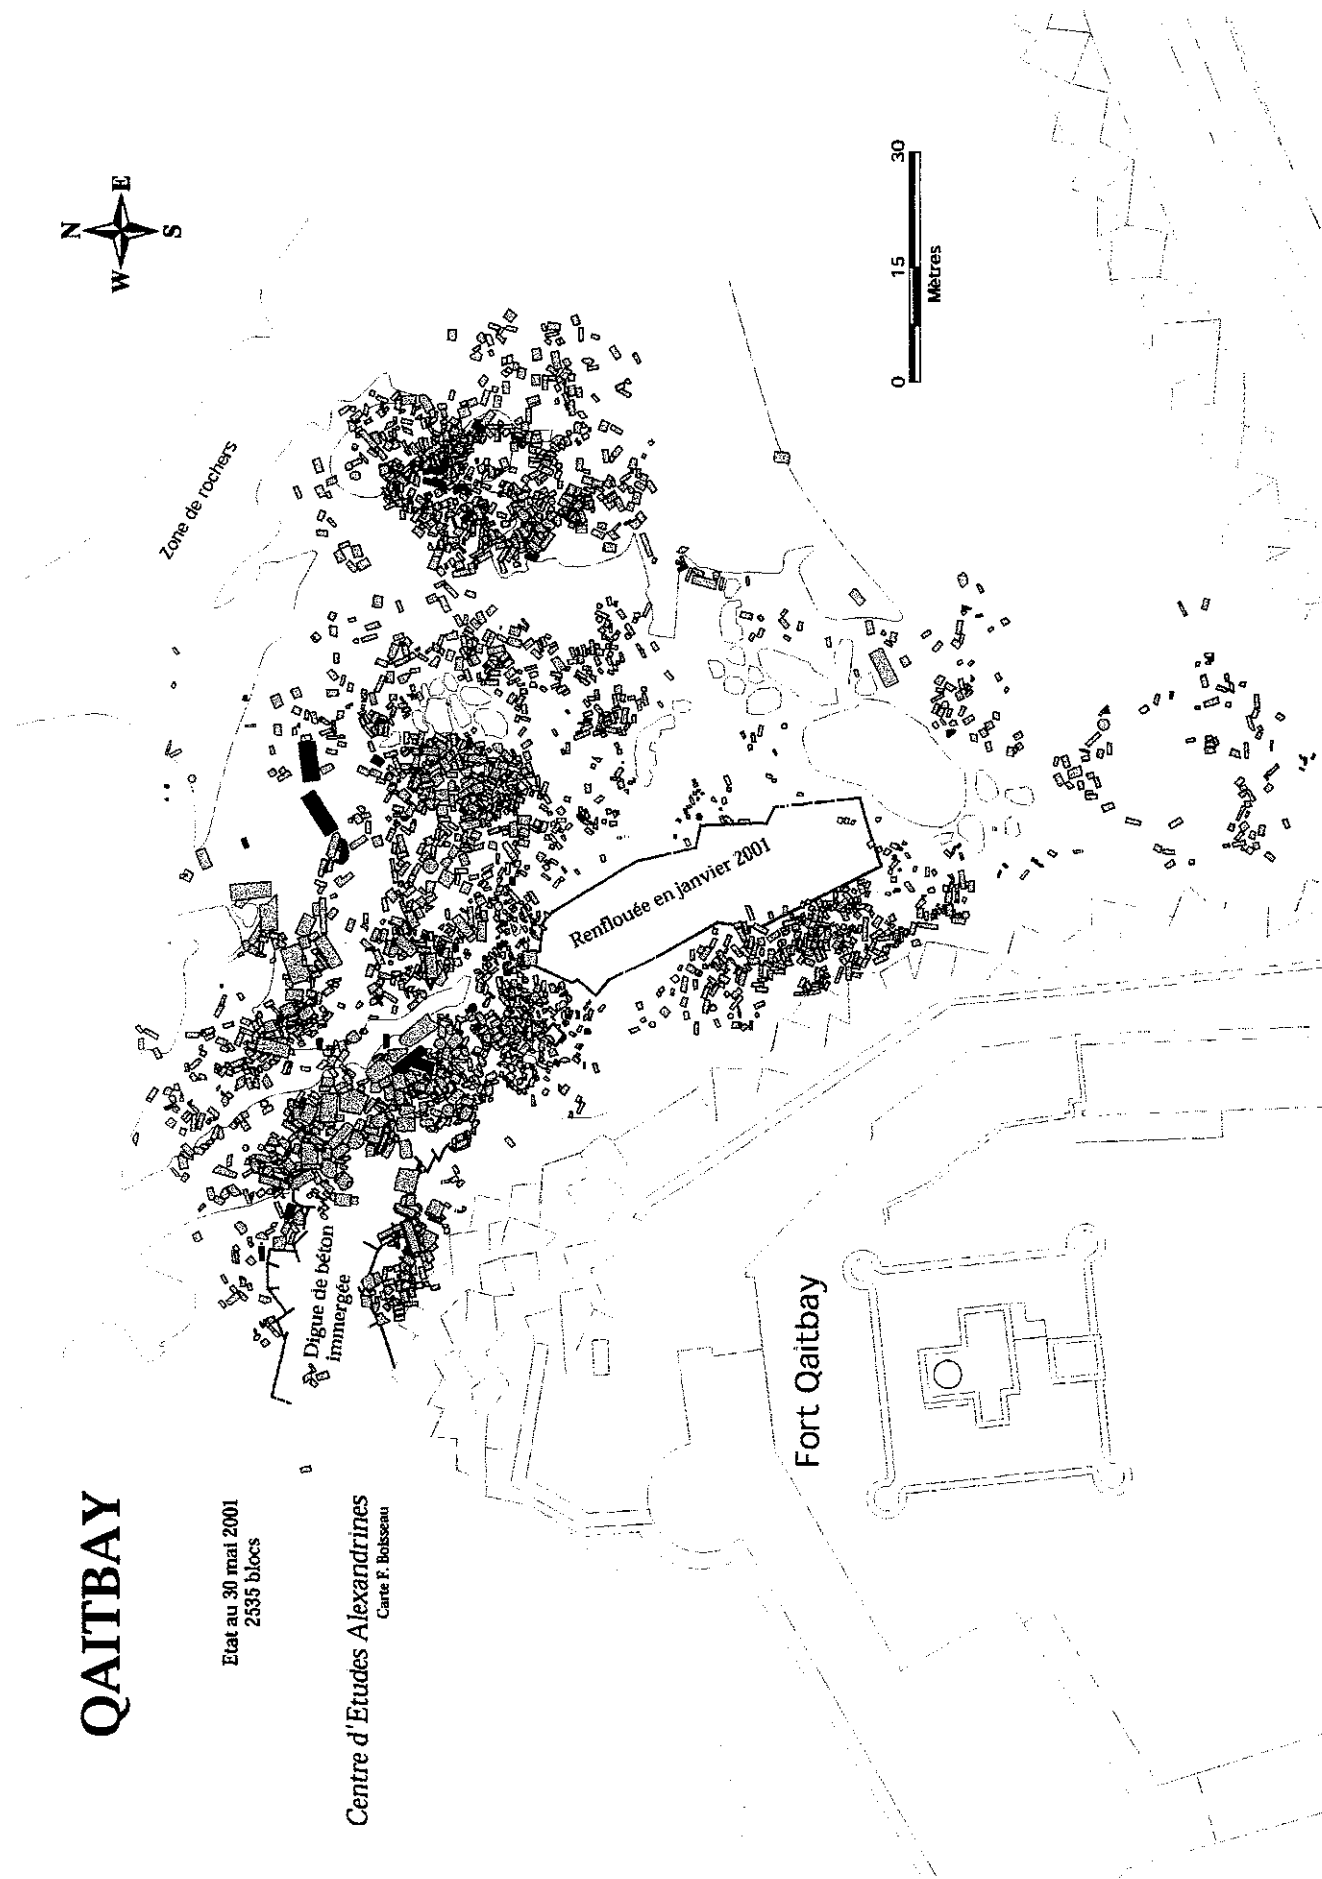 QAITBAY
Etat au 30 mai 2001
2535 blocs
Centre d'Etudes Alexandrines
Carte F. Boisseau
N
W
E
S
Zone de rochers
Digue de béton
immergée
Renflouée en janvier 2001
Fort Qaitbay
0
15
30
Mètres